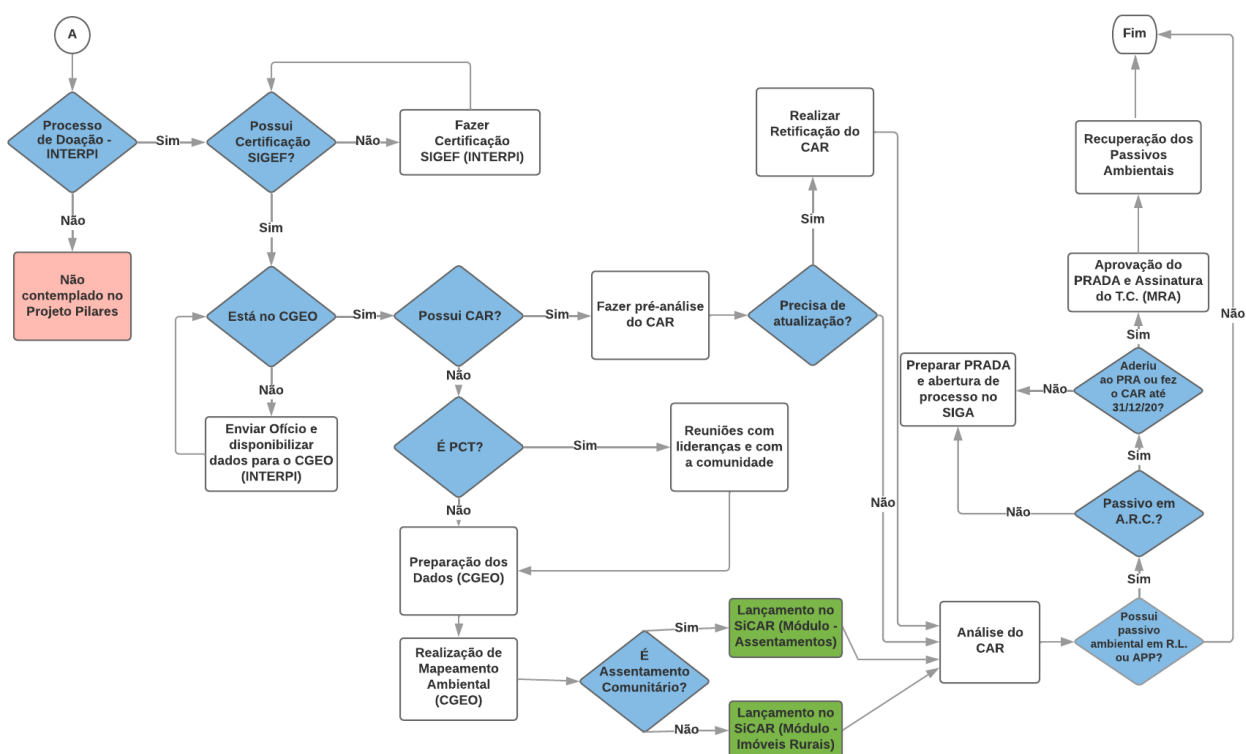 A
Processo
de Doação -
INTERPI
Sim
Possui
Certificação
SIGEF?
Não
Fazer
Certificação
SIGEF (INTERPI)
Não
Não
contemplado no
Projeto Pilares
Sim
Está no CGEO
Sim
Não
Enviar Ofício e
disponibilizar
dados para o CGEO
(INTERPI)
Possui CAR?
Sim
Fazer pré-análise
do CAR
Precisa de
atualização?
Sim
Realizar
Retificação do
CAR
Não
Não
É PCT?
Sim
Reuniões com
lideranças e com
a comunidade
Não
Preparação dos
Dados (CGEO)
Realização de
Mapeamento
Ambiental
(CGEO)
É
Assentamento
Comunitário?
Sim
Lançamento no
SiCAR (Módulo -
Assentamentos)
Não
Lançamento no
SiCAR (Módulo -
Imóveis Rurais)
Análise do
CAR
Possui
passivo
ambiental em R.L.
ou APP?
Sim
Não
Passivo em
A.R.C.?
Não
Sim
Aderiu
ao PRA ou fez
o CAR até
31/12/20?
Não
Preparar PRADA
e abertura de
processo no
SIGA
Sim
Aprovação do
PRADA e Assinatura
do T.C. (MRA)
Recuperação dos
Passivos
Ambientais
Fim